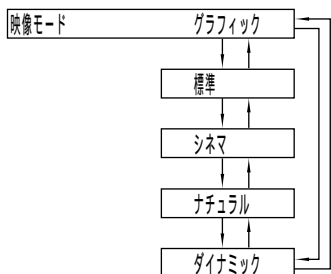 映像モード グラフィック
標準
シネマ
ナチュラル
ダイナミック